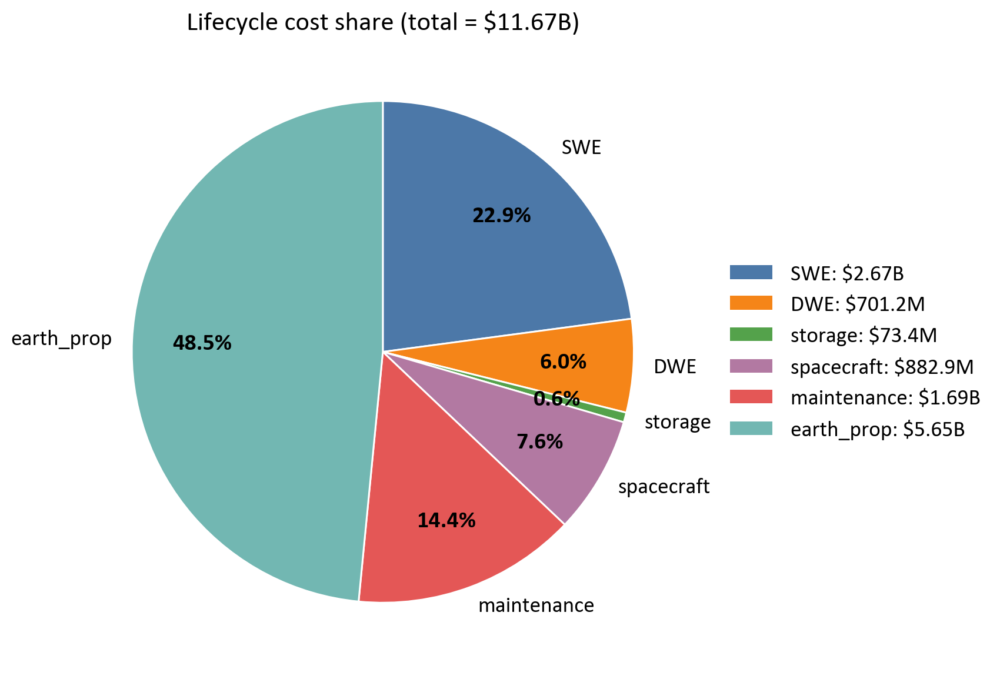 Lifecycle cost share (total = $11.67B)
SWE
22.9%
earth_prop
48.5%
6.0%
DWE
0.6%
storage
7.6%
spacecraft
14.4%
maintenance
SWE: $2.67B
DWE: $701.2M
storage: $73.4M
spacecraft: $882.9M
maintenance: $1.69B
earth_prop: $5.65B